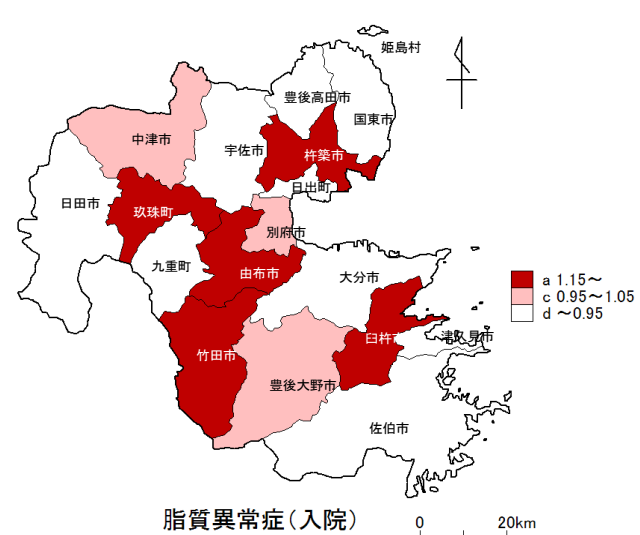 姫島村
豊後高田市
国東市
中津市
宇佐市
杵築市
日出町
日田市
玖珠町
別府市
九重町
由布市
大分市
a 1.15～
c 0.95～1.05
d ～0.95
臼杵市
津久見市
竹田市
豊後大野市
佐伯市
脂質異常症（入院）
0 20km